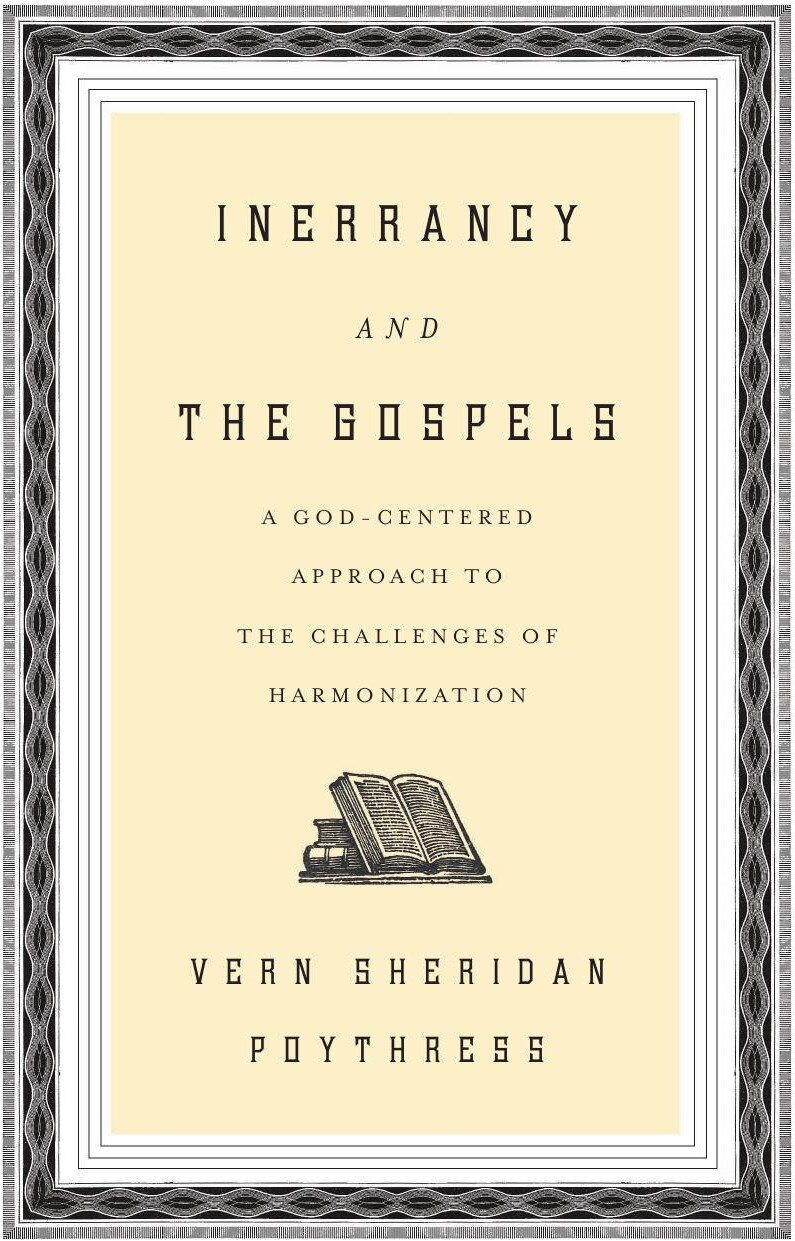 INERRANCY
AND
THE GOSPELS
A GOD-CENTERED
APPROACH TO
THE CHALLENGES OF
HARMONIZATION
VERN SHERIDAN
POYTHRESS